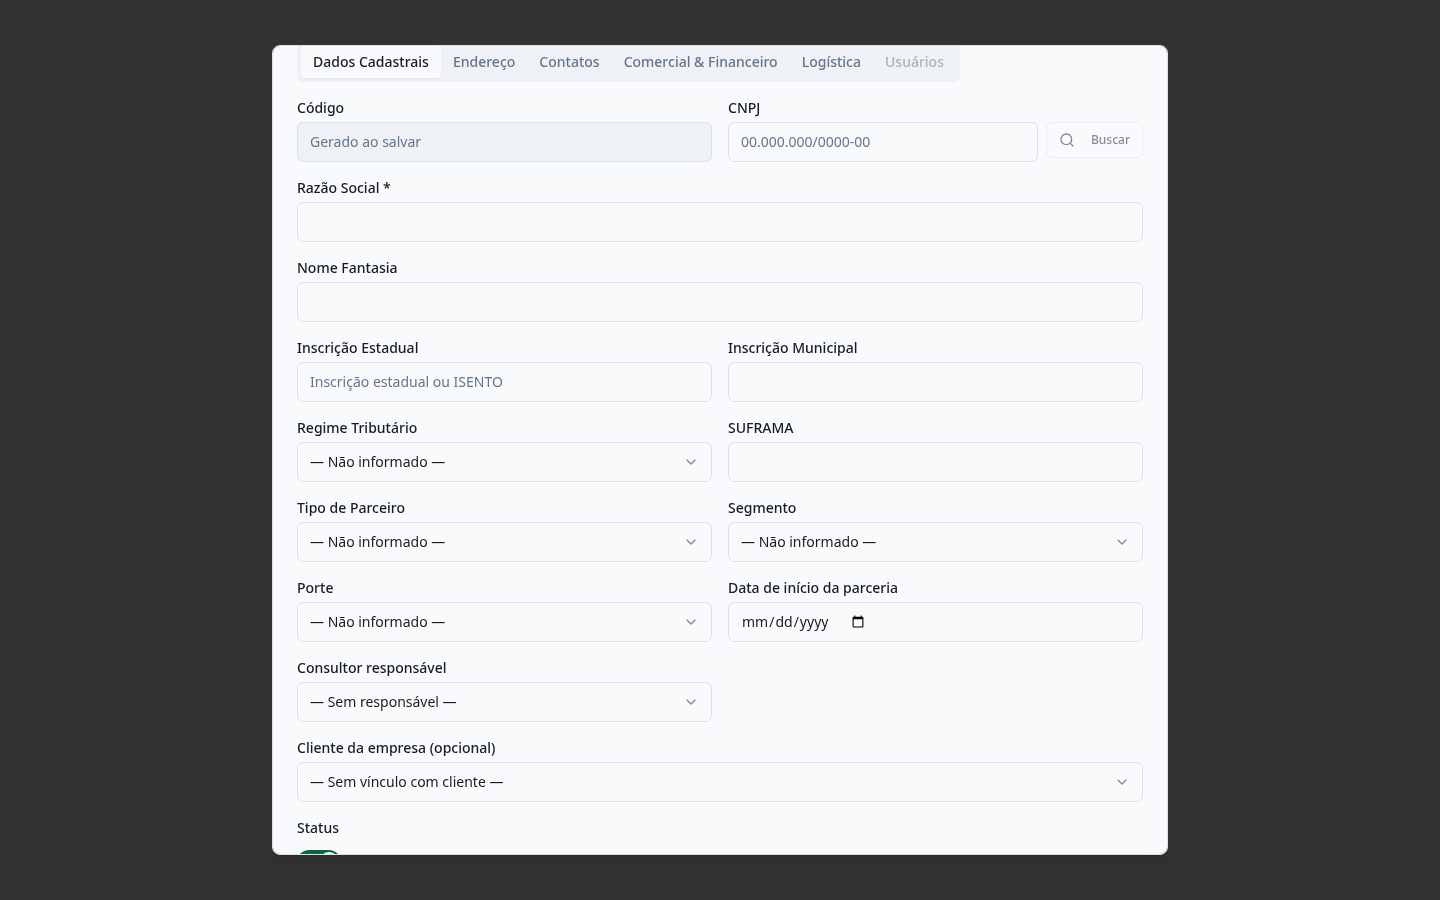 Dados Cadastrais Endereço Contatos Comercial & Financeiro Logística Usuários
Código CNPJ
Gerado ao salvar 00.000.000/0000-00 Buscar
Razão Social *
Nome Fantasia
Inscrição Estadual Inscrição Municipal
Inscrição estadual ou ISENTO
Regime Tributário SUFRAMA
— Não informado —
Tipo de Parceiro Segmento
— Não informado — — Não informado —
Porte Data de início da parceria
— Não informado — mm/dd/yyyy
Consultor responsável
— Sem responsável —
Cliente da empresa (opcional)
— Sem vínculo com cliente —
Status